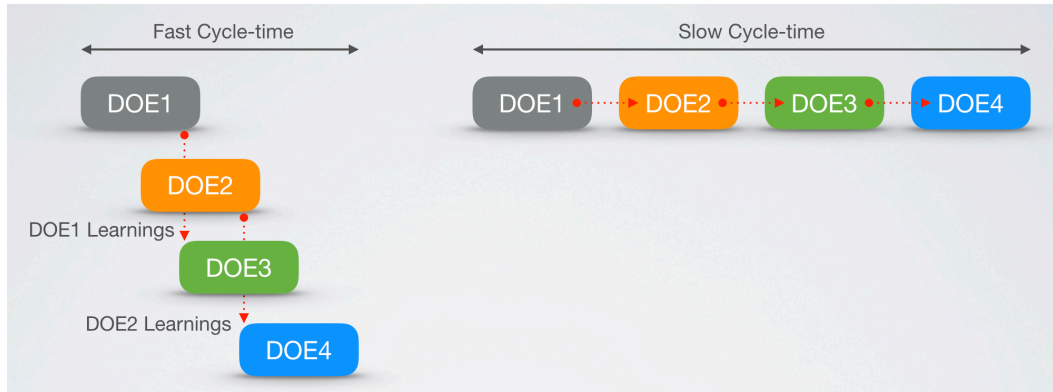 Fast Cycle-time
DOE1
DOE2
DOE1 Learnings
DOE3
DOE2 Learnings
DOE4
Slow Cycle-time
DOE1
DOE2
DOE3
DOE4